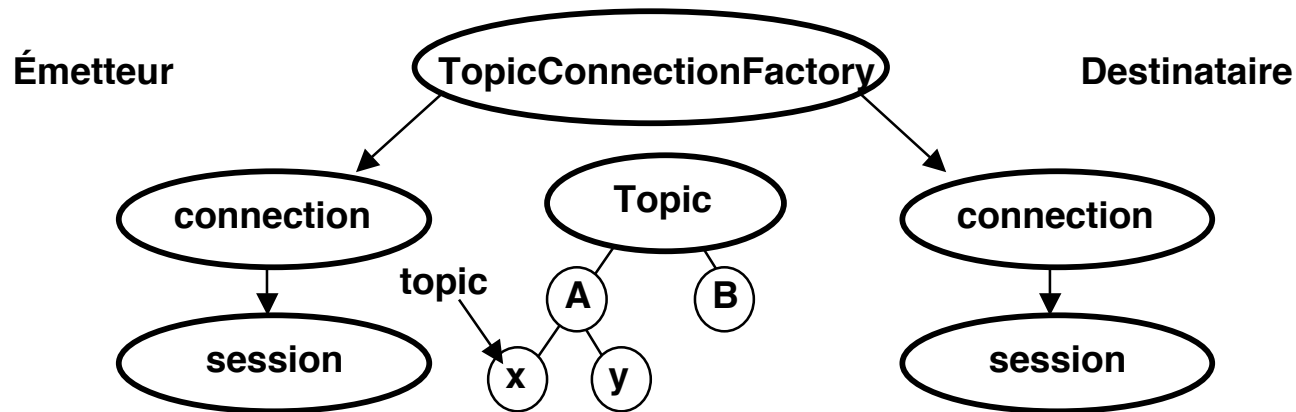 Émetteur
TopicConnectionFactory
Destinataire
connection
Topic
connection
topic
A
B
session
x
y
session